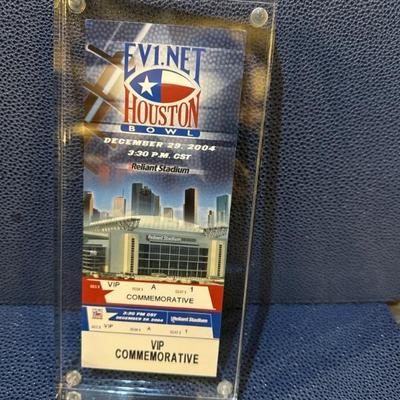 EV1.NET
HOUSTON
BOWL
DECEMBER 29, 2004
3:30 P.M. CST
Reliant Stadium
Reliant Stadium
VIP A 1
COMMEMORATIVE
3:30 PM CST
DECEMBER 29, 2004
Reliant Stadium
VIP A 1
VIP
COMMEMORATIVE